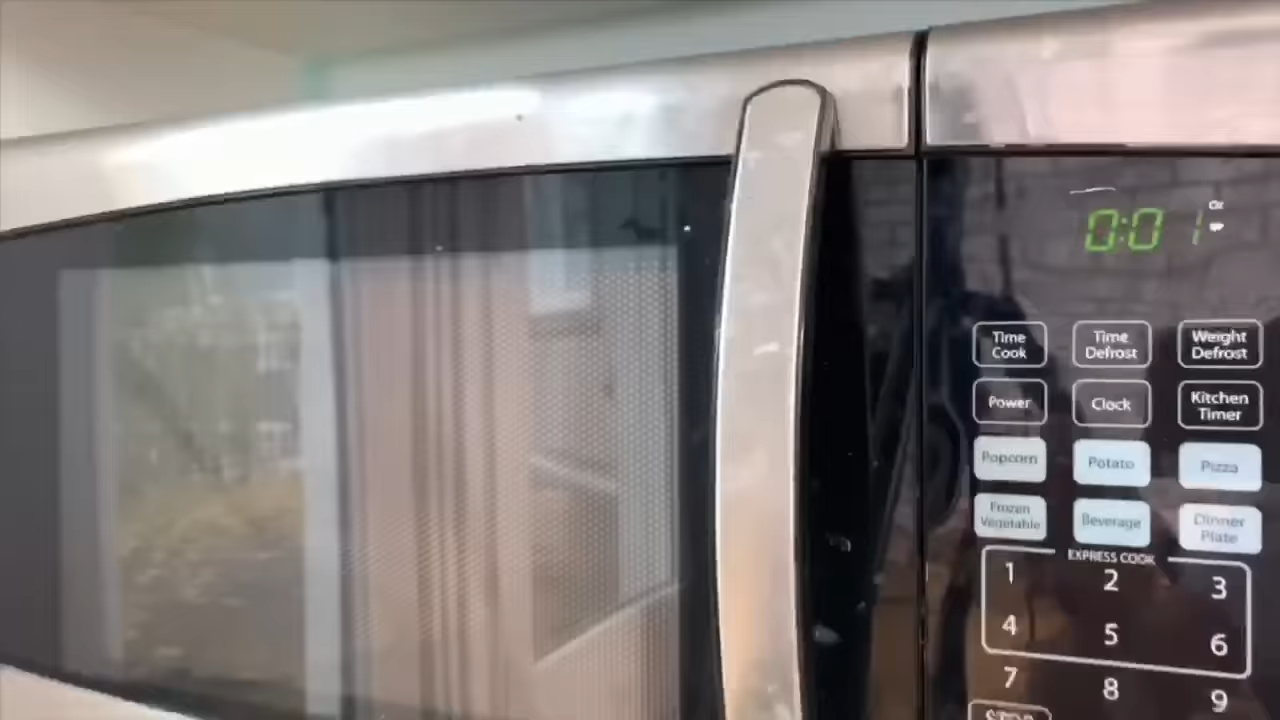 0:01
Time Cook
Time Defrost
Weight Defrost
Power
Clock
Kitchen Timer
Popcorn
Potato
Pizza
Frozen Vegetable
Beverage
Dinner Plate
EXPRESS COOK
1 2 3
4 5 6
7 8 9
STOP